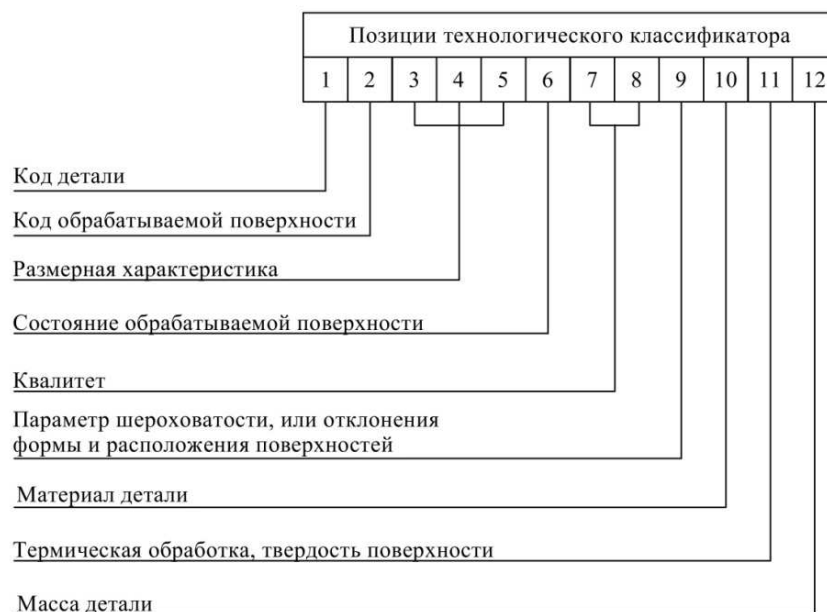 Позиции технологического классификатора
1 2 3 4 5 6 7 8 9 10 11 12
Код детали
Код обрабатываемой поверхности
Размерная характеристика
Состояние обрабатываемой поверхности
Квалитет
Параметр шероховатости, или отклонения
формы и расположения поверхностей
Материал детали
Термическая обработка, твердость поверхности
Масса детали